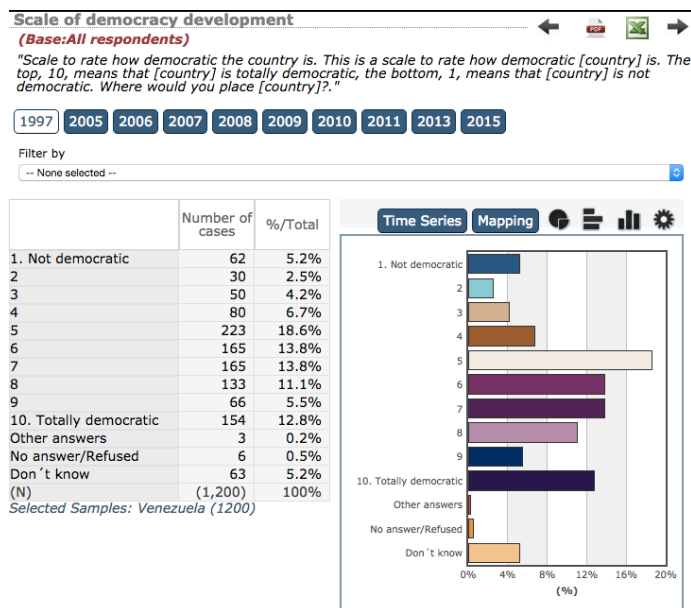 Scale of democracy development
(Base:All respondents)
PDF
"Scale to rate how democratic the country is. This is a scale to rate how democratic [country] is. The
top, 10, means that [country] is totally democratic, the bottom, 1, means that [country] is not
democratic. Where would you place [country]?."
1997 2005 2006 2007 2008 2009 2010 2011 2013 2015
Filter by
-- None selected --
Number of cases %/Total
1. Not democratic 62 5.2%
2 30 2.5%
3 50 4.2%
4 80 6.7%
5 223 18.6%
6 165 13.8%
7 165 13.8%
8 133 11.1%
9 66 5.5%
10. Totally democratic 154 12.8%
Other answers 3 0.2%
No answer/Refused 6 0.5%
Don´t know 63 5.2%
(N) (1,200) 100%
Selected Samples: Venezuela (1200)
Time Series Mapping
1. Not democratic
2
3
4
5
6
7
8
9
10. Totally democratic
Other answers
No answer/Refused
Don´t know
0% 4% 8% 12% 16% 20%
(%)